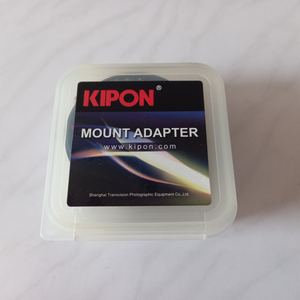 KIPON®
MOUNT ADAPTER
www.kipon.com
Shanghai Transvision Photographic Equipment Co.,Ltd.